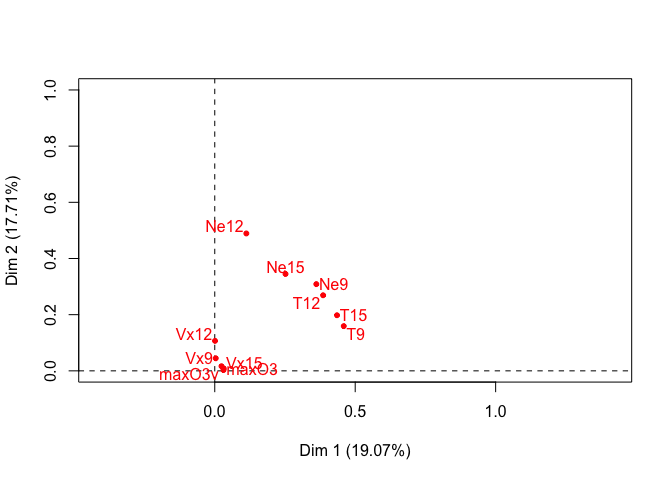 1.0
0.8
0.6
0.4
0.2
0.0
Dim 2 (17.71%)
Ne12
Ne15
Ne9
T12
T15
T9
Vx12
Vx9
Vx15
maxO3
maxO3v
0.0
0.5
1.0
Dim 1 (19.07%)